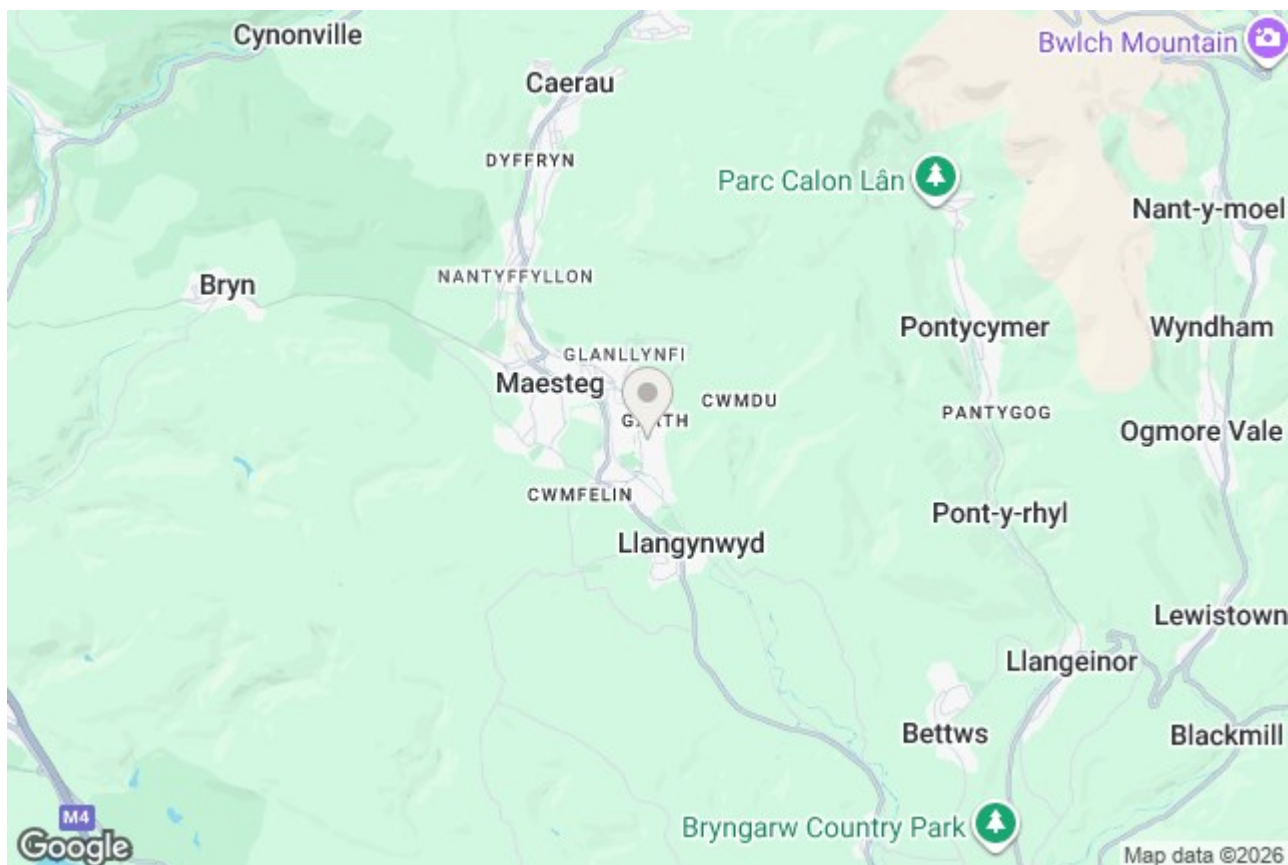 Cynonville
Bwlch Mountain
Caerau
DYFFRYN
Parc Calon Lân
Nant-y-moel
NANTYFFYLLON
Bryn
Pontycymer
Wyndham
GLANLLYNFI
Maesteg
CWMDU
PANTYGOG
Ogmore Vale
CWMFELIN
Pont-y-rhyl
Llangynwyd
Lewistown
Llangeinor
Bettws
Blackmill
M4
Bryngarw Country Park
Google
Map data ©2026